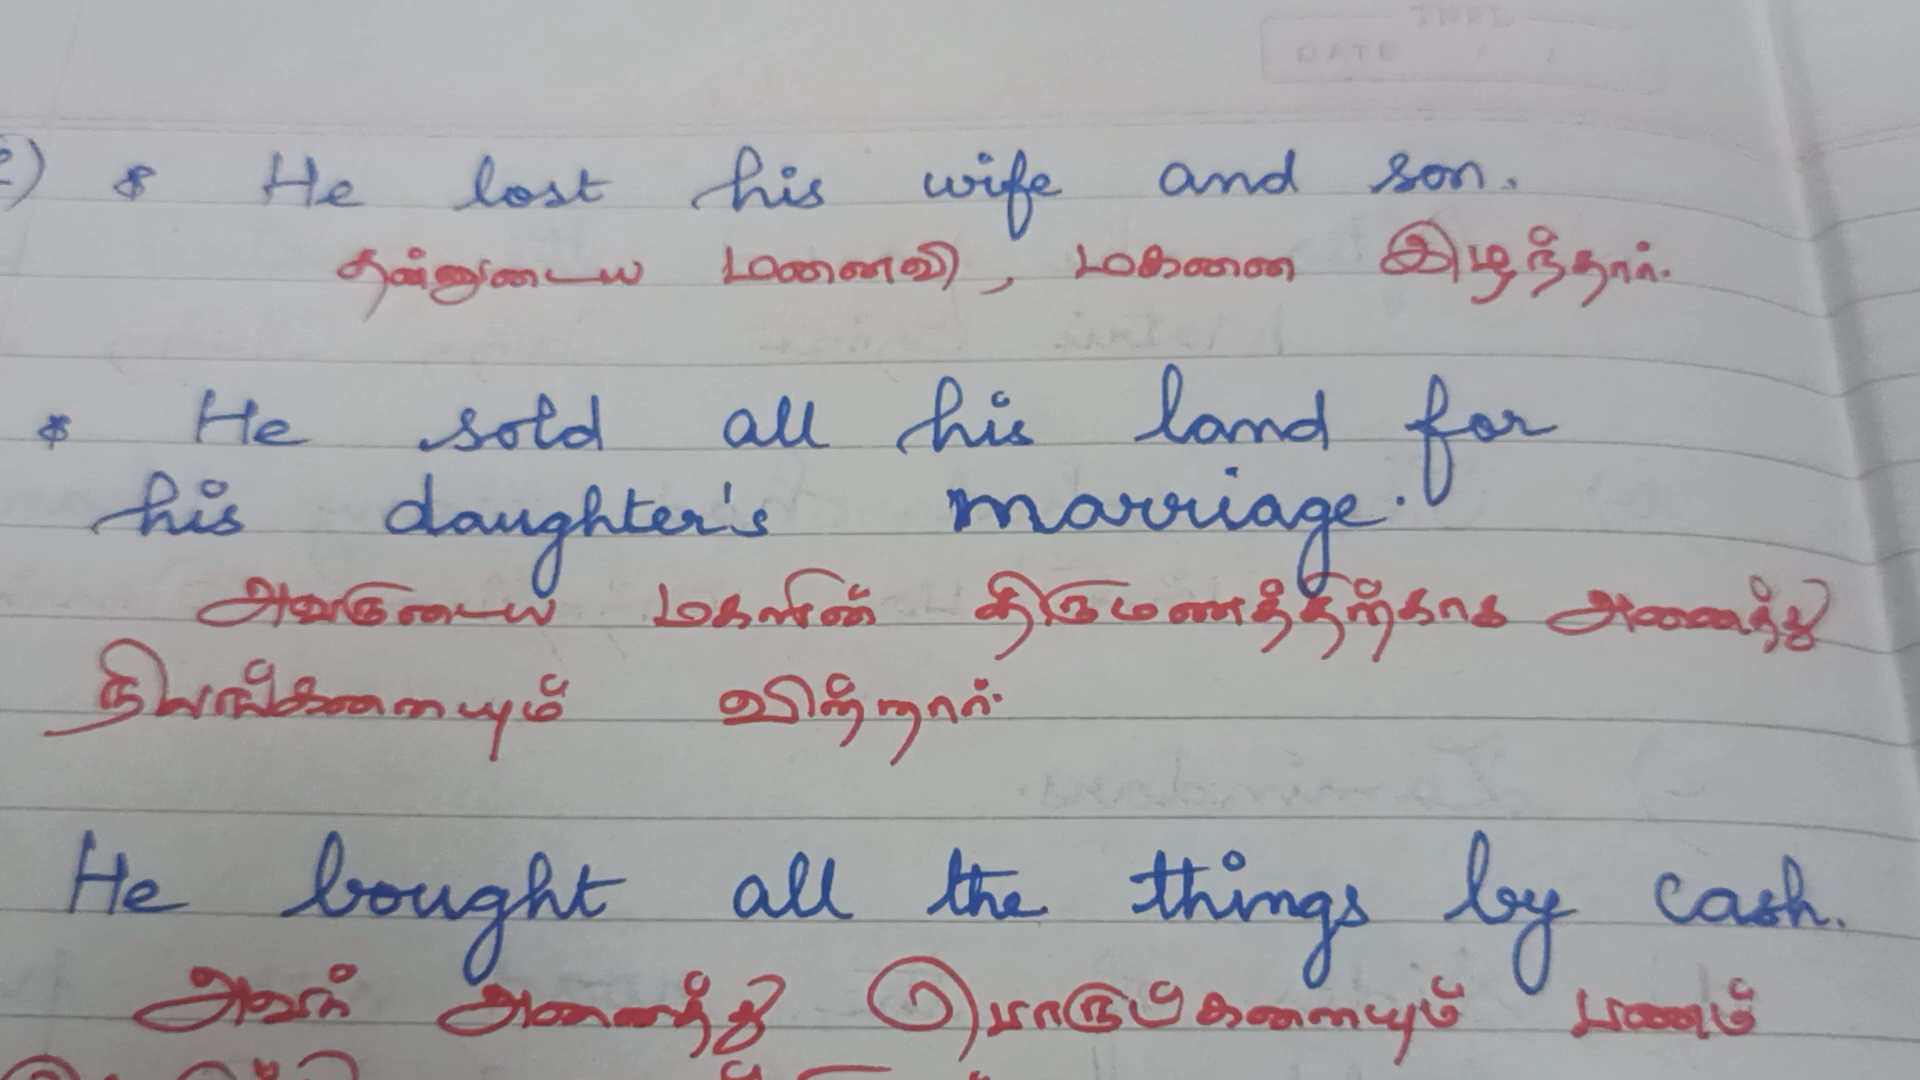 * He lost his wife and son.
தன்னுடைய மனைவி, மகனை இழந்தார்.
* He sold all his land for
his daughter's marriage.
அவருடைய மகளின் திருமணத்திற்காக அனைத்து
நிலங்களையும் விற்றார்.
He bought all the things by cash.
அவர் அனைத்து பொருட்களையும் பணம்